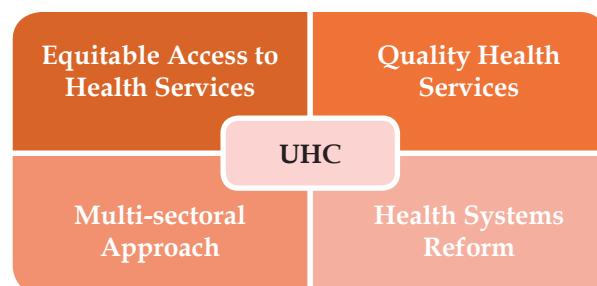 Equitable Access to
Health Services
Quality Health
Services
UHC
Multi-sectoral
Approach
Health Systems
Reform